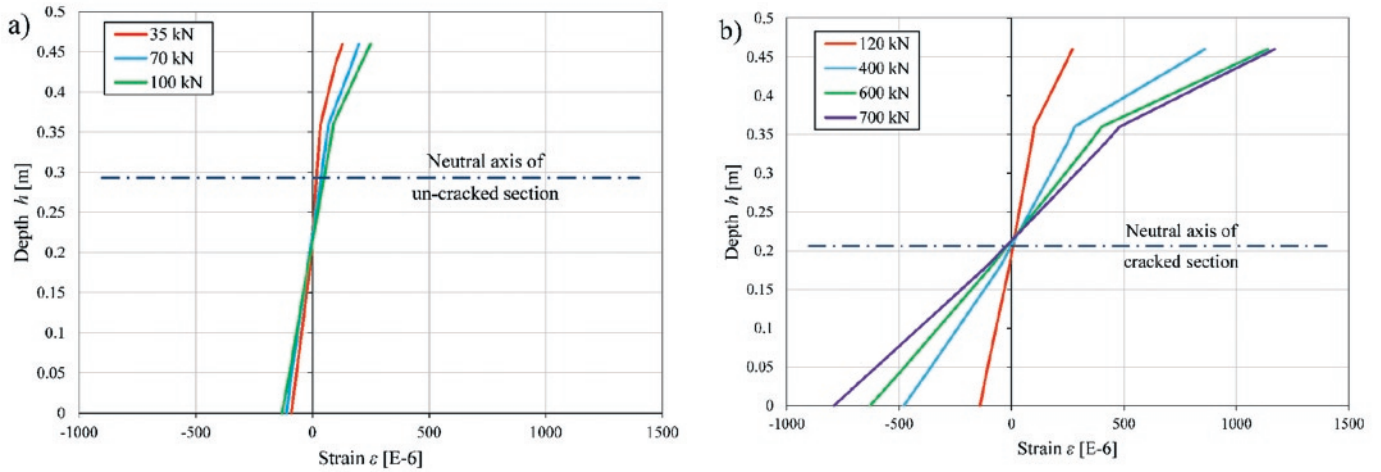 a)
0.5
0.45
0.4
0.35
0.3
0.25
0.2
0.15
0.1
0.05
0
Depth h [m]
35 kN
70 kN
100 kN
Neutral axis of
un-cracked section
-1000
-500
0
500
1000
1500
Strain ε [E-6]
b)
0.5
0.45
0.4
0.35
0.3
0.25
0.2
0.15
0.1
0.05
0
Depth h [m]
120 kN
400 kN
600 kN
700 kN
Neutral axis of
cracked section
-1000
-500
0
500
1000
1500
Strain ε [E-6]